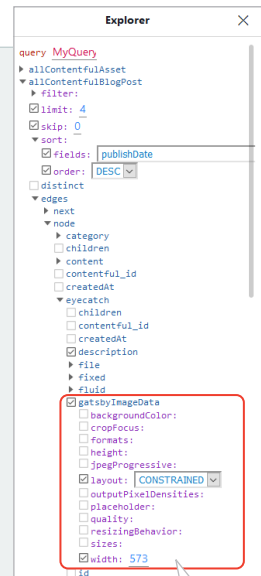 Explorer
query MyQuery
allContentfulAsset
allContentfulBlogPost
filter:
limit: 4
skip: 0
sort:
fields: publishDate
order: DESC
distinct
edges
next
node
category
children
content
contentful_id
createdAt
eyecatch
children
contentful_id
createdAt
description
file
fixed
fluid
gatsbyImageData
backgroundColor:
cropFocus:
formats:
height:
jpegProgressive:
layout: CONSTRAINED
outputPixelDensities:
placeholder:
quality:
resizingBehavior:
sizes:
width: 573
id